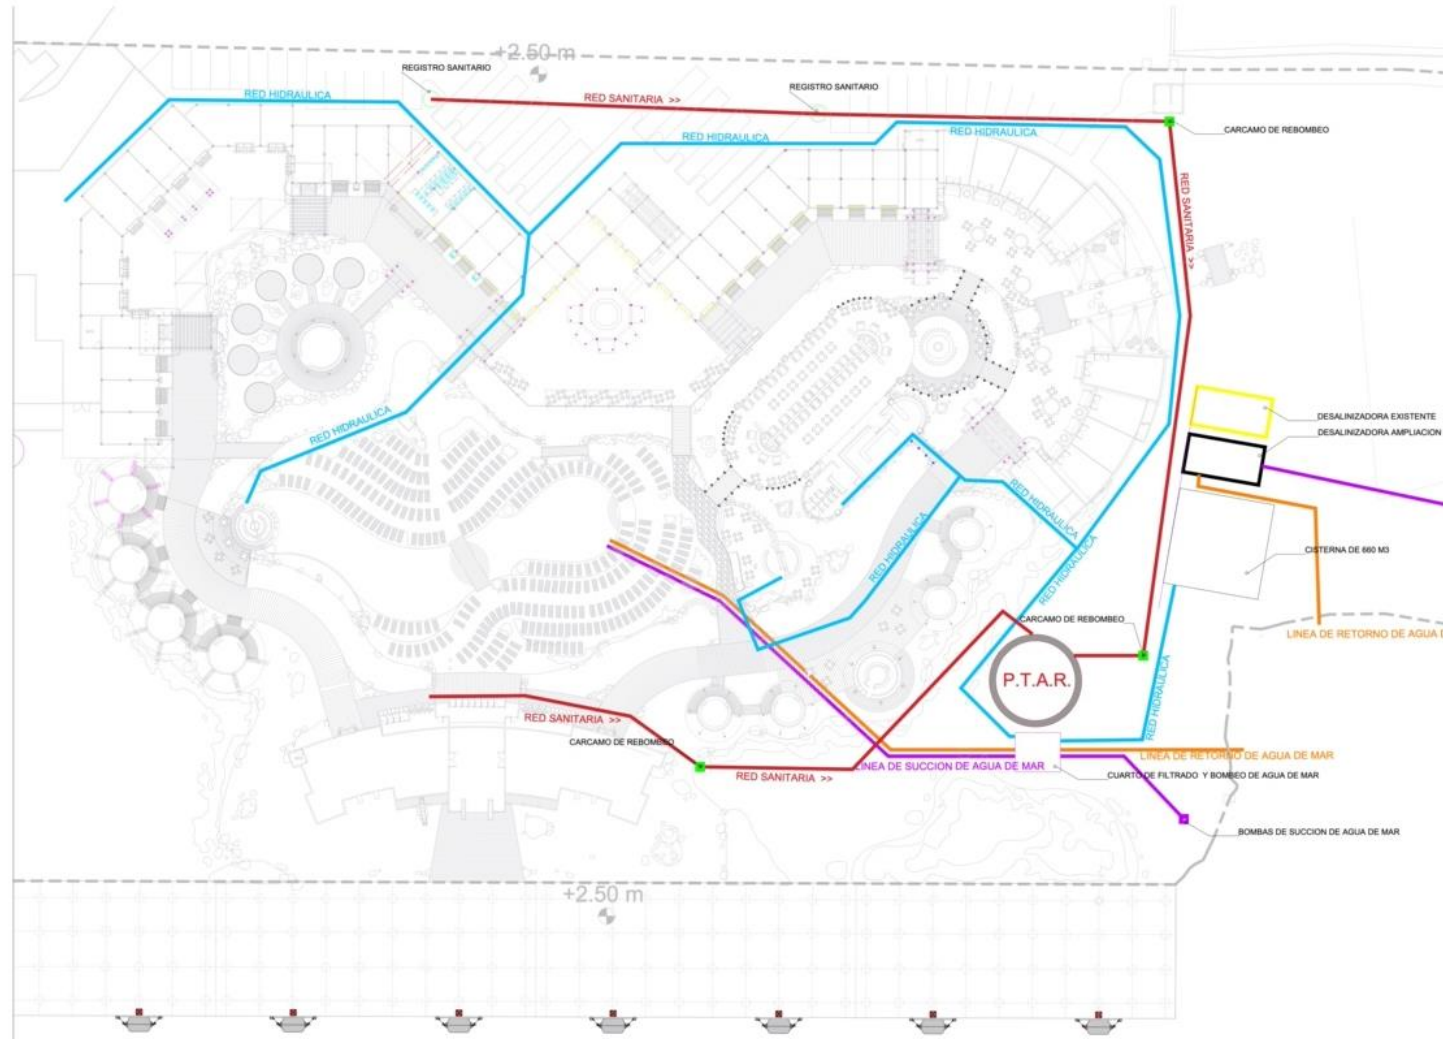 +2.50 m
REGISTRO SANITARIO
RED HIDRAULICA
RED SANITARIA >>
REGISTRO SANITARIO
RED HIDRAULICA
RED HIDRAULICA
CARCAMO DE REBOMBEO
RED SANITARIA >>
DESALINIZADORA EXISTENTE
DESALINIZADORA AMPLIACION
RED HIDRAULICA
RED HIDRAULICA
RED HIDRAULICA
RED HIDRAULICA
CISTERNA DE 660 M3
CARCAMO DE REBOMBEO
LINEA DE RETORNO DE AGUA D
P.T.A.R.
RED HIDRAULICA
RED SANITARIA >>
CARCAMO DE REBOMBEO
LINEA DE RETORNO DE AGUA DE MAR
LINEA DE SUCCION DE AGUA DE MAR
RED SANITARIA >>
CUARTO DE FILTRADO Y BOMBEO DE AGUA DE MAR
BOMBAS DE SUCCION DE AGUA DE MAR
+2.50 m